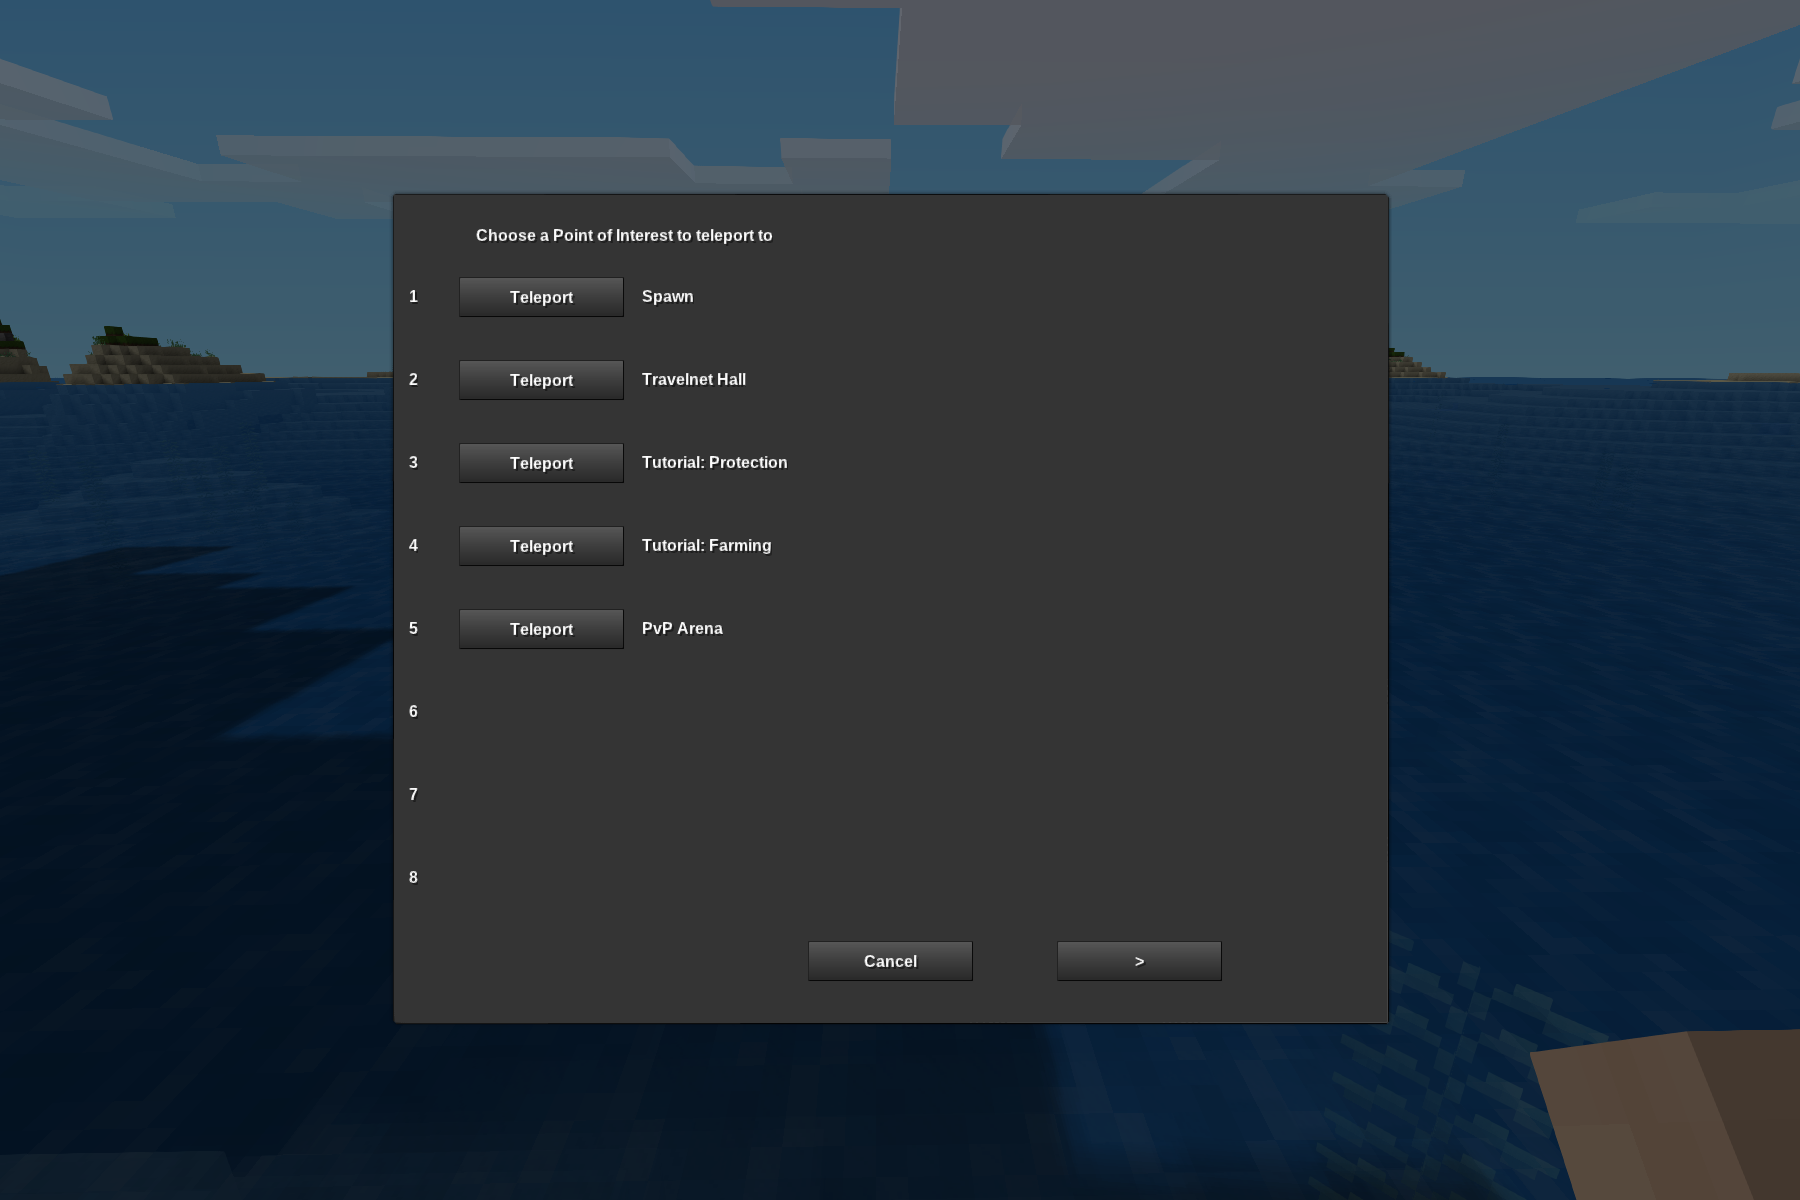 Choose a Point of Interest to teleport to
1 Teleport Spawn
2 Teleport Travelnet Hall
3 Teleport Tutorial: Protection
4 Teleport Tutorial: Farming
5 Teleport PvP Arena
6
7
8
Cancel >